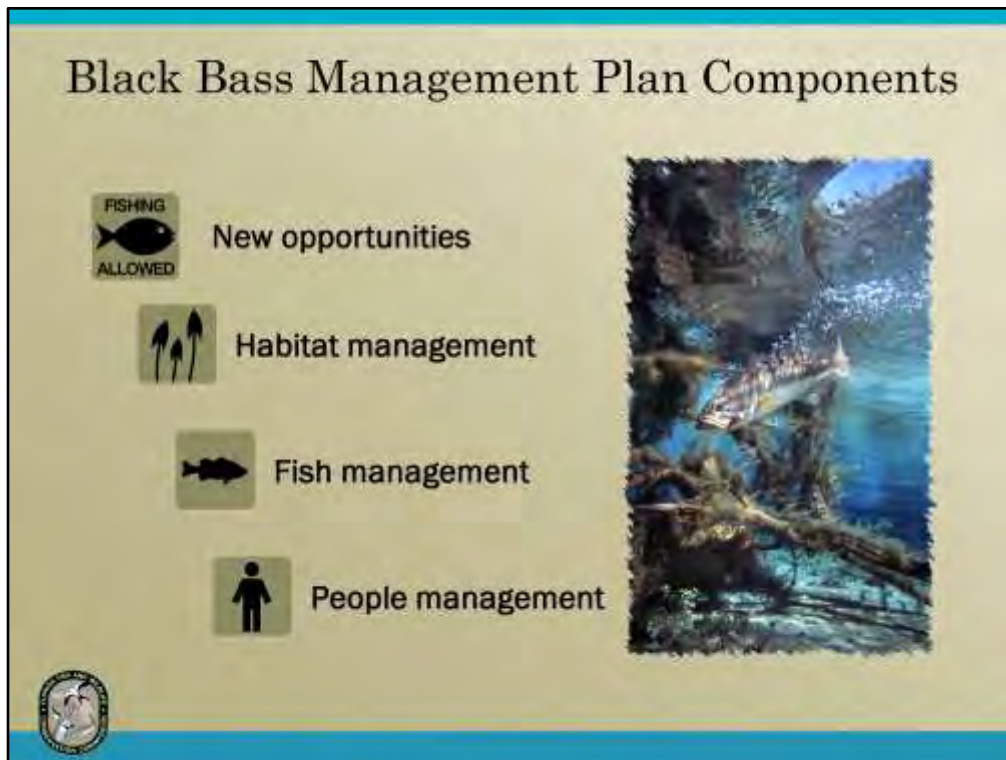 Black Bass Management Plan Components
FISHING
ALLOWED
New opportunities
Habitat management
Fish management
People management